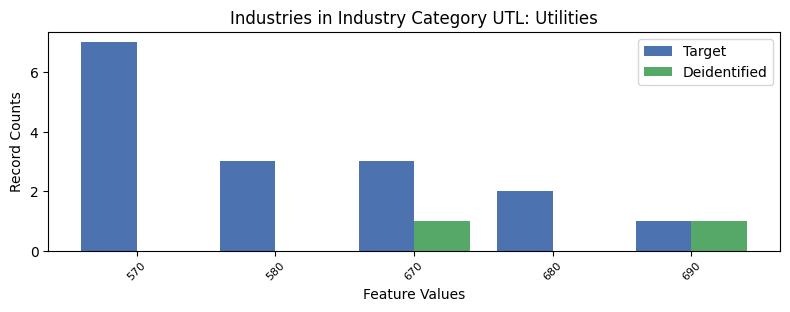 Industries in Industry Category UTL: Utilities
Target
Deidentified
Record Counts
6
4
2
0
570
580
670
680
690
Feature Values